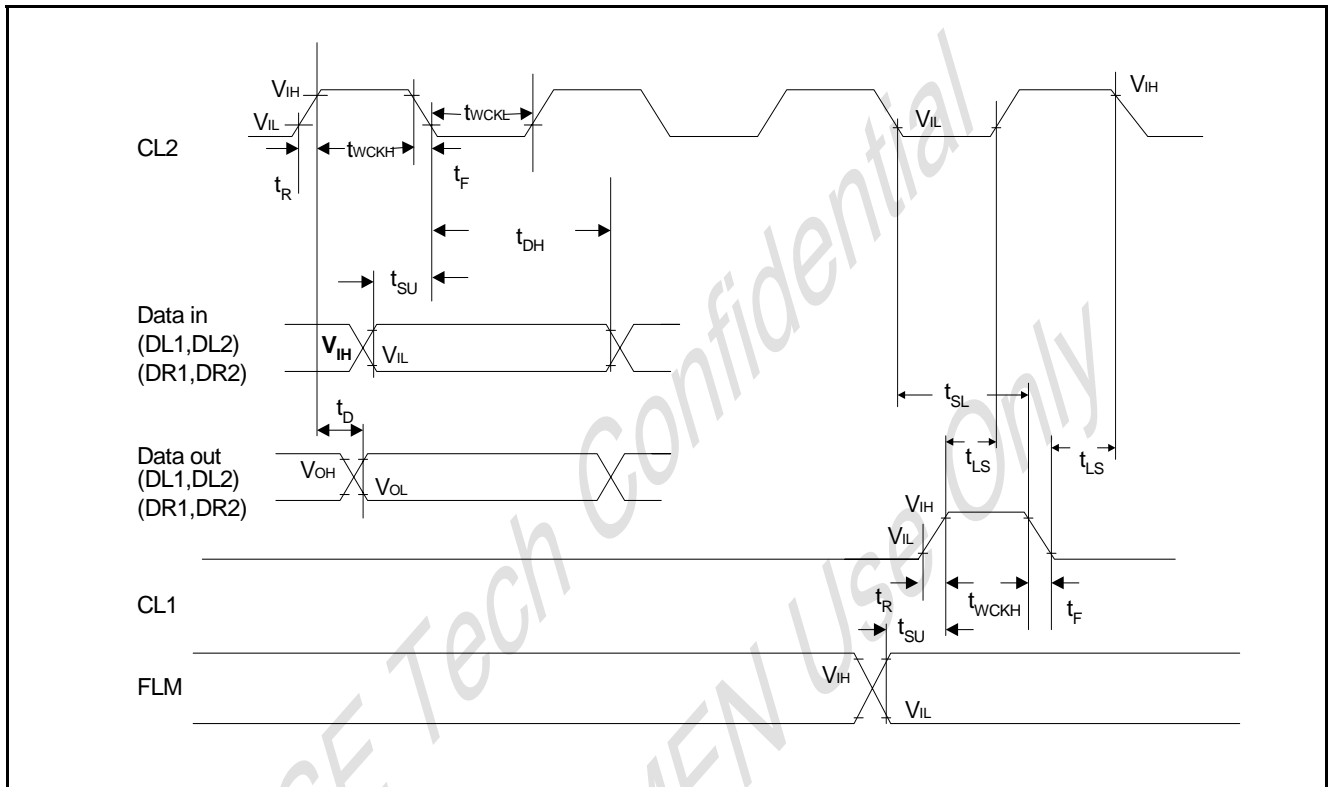 VIH
VIL
CL2
tR
tWCKH
tF
tWCKL
VIL
VIH
tDH
tSU
Data in
(DL1,DL2)
(DR1,DR2)
VIH
VIL
tD
Data out
(DL1,DL2)
(DR1,DR2)
VOH
VOL
tSL
tLS
tLS
VIH
VIL
CL1
tR
tWCKH
tF
tSU
FLM
VIH
VIL
SE Tech Confidential
MEN Use Only